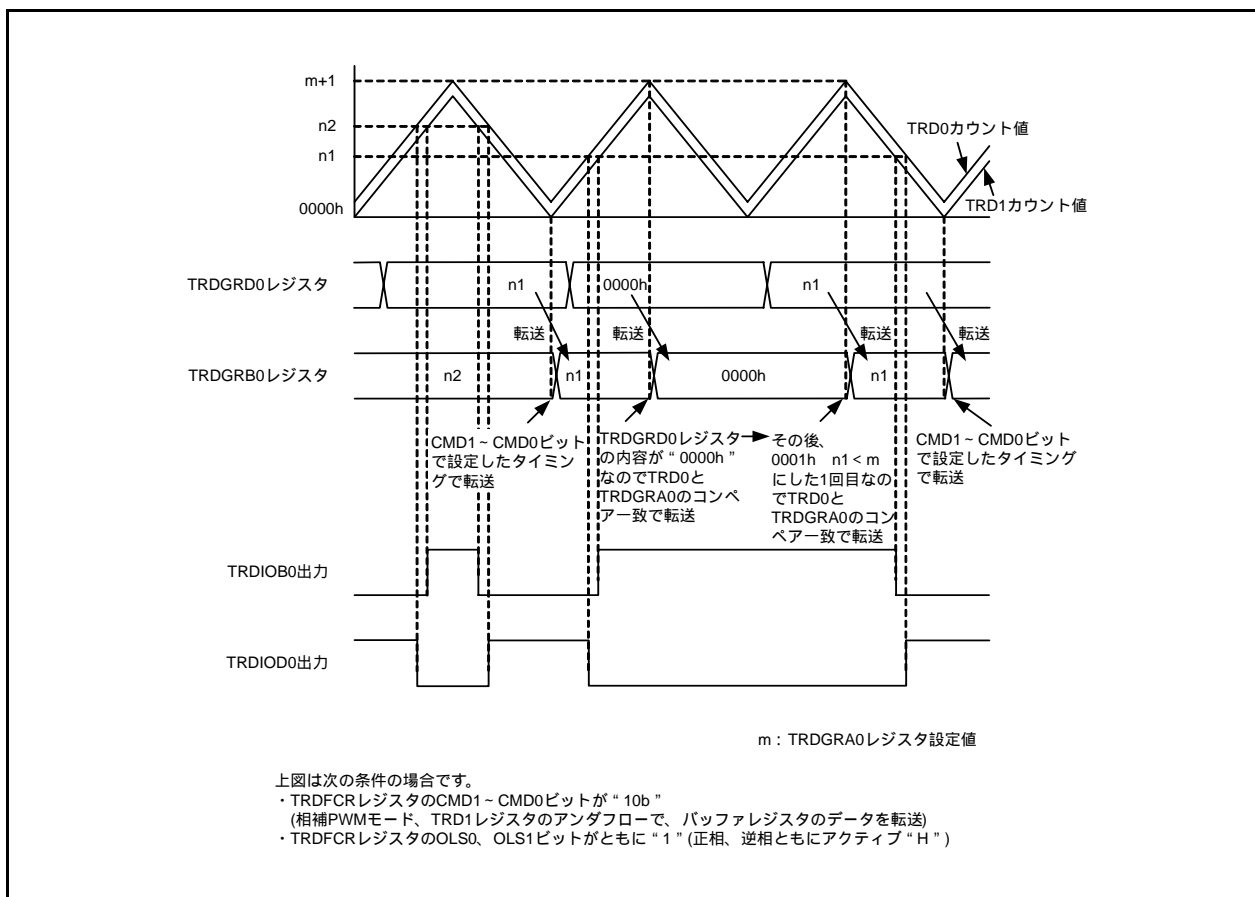 m+1
n2
n1
0000h
TRD0カウント値
TRD1カウント値
TRDGRD0レジスタ
n1
0000h
n1
転送
転送
転送
転送
TRDGRB0レジスタ
n2
n1
0000h
n1
CMD1~CMD0ビット
で設定したタイミン
グで転送
TRDGRD0レジスタ
の内容が“0000h”
なのでTRD0と
TRDGRA0のコンペ
アー致で転送
その後、
0001h n1<m
にした1回目なの
でTRD0と
TRDGRA0のコン
ペアー致で転送
CMD1~CMD0ビット
で設定したタイミング
で転送
TRDIOB0出力
TRDIOD0出力
m:TRDGRA0レジスタ設定値
上図は次の条件の場合です。
・TRDFCRレジスタのCMD1~CMD0ビットが“10b”
(相補PWMモード、TRD1レジスタのアンダフローで、バッファレジスタのデータを転送)
・TRDFCRレジスタのOLS0、OLS1ビットがともに“1”(正相、逆相ともにアクティブ“H”)